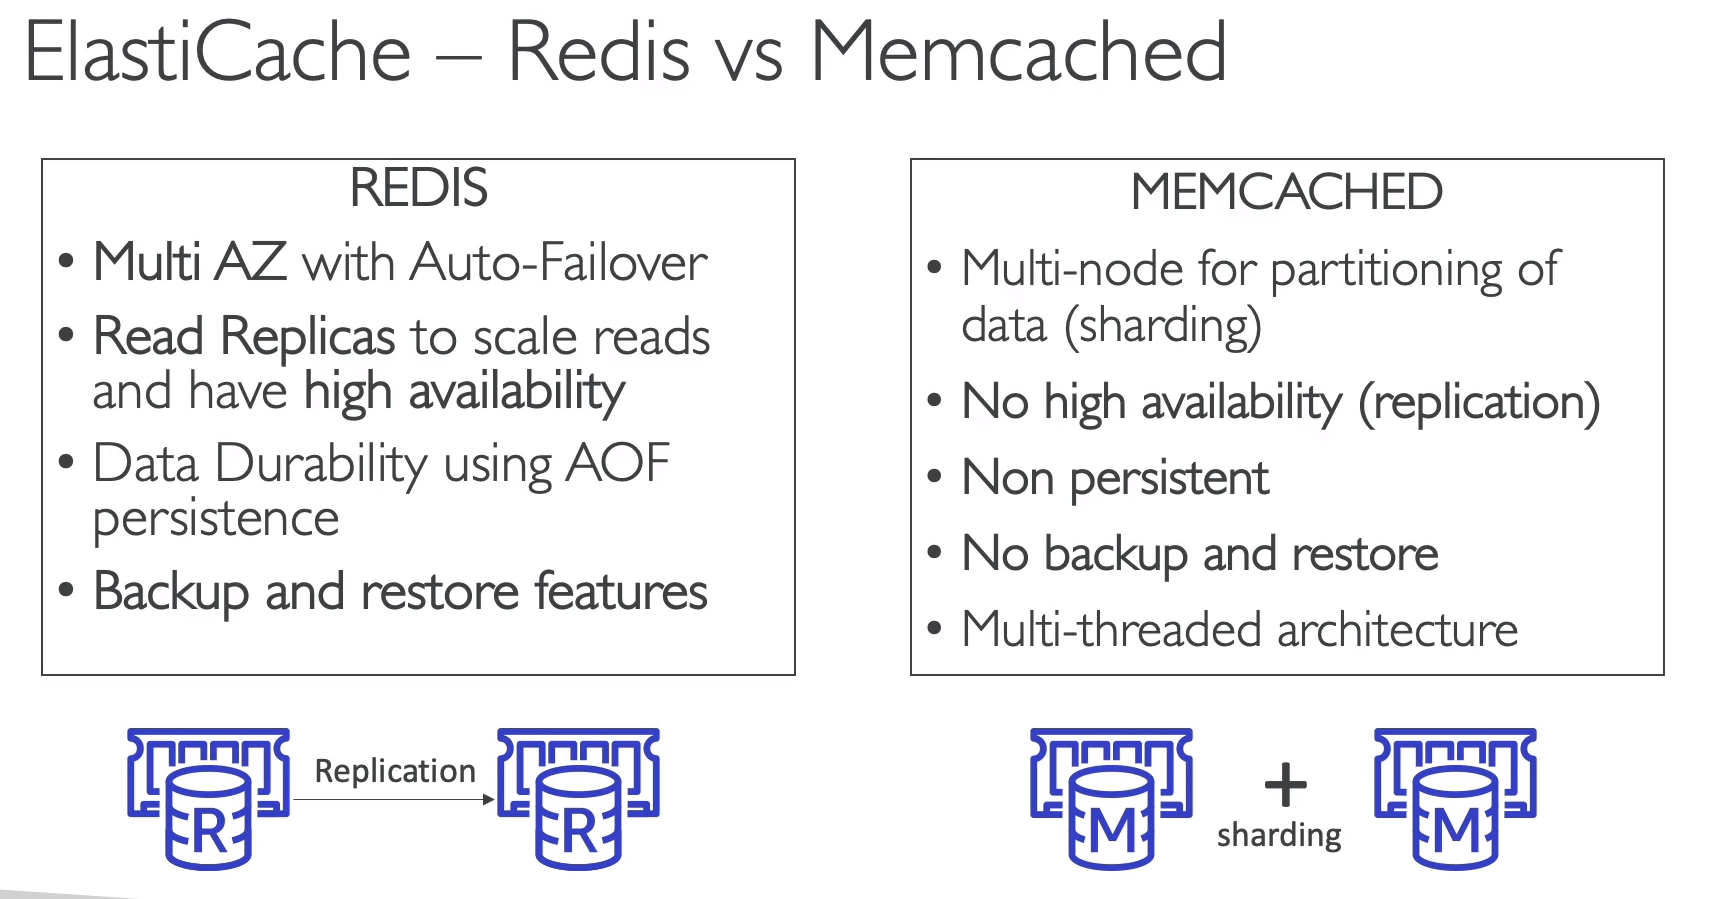 ElastiCache – Redis vs Memcached
REDIS
• Multi AZ with Auto-Failover
• Read Replicas to scale reads
and have high availability
• Data Durability using AOF
persistence
• Backup and restore features
MEMCACHED
• Multi-node for partitioning of
data (sharding)
• No high availability (replication)
• Non persistent
• No backup and restore
• Multi-threaded architecture
Replication
R
R
M
+
sharding
M